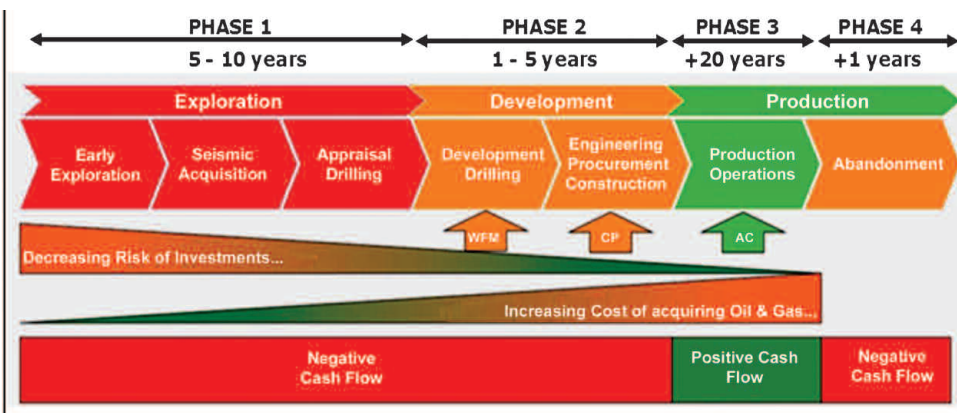 PHASE 1 PHASE 2 PHASE 3 PHASE 4
5 - 10 years 1 - 5 years +20 years +1 years
Exploration Development Production
Early
Exploration
Seismic
Acquisition
Appraisal
Drilling
Development
Drilling
Engineering
Procurement
Construction
Production
Operations
Abandonment
WFM CP AC
Decreasing Risk of Investments...
Increasing Cost of acquiring Oil & Gas...
Negative
Cash Flow
Positive Cash
Flow
Negative
Cash Flow